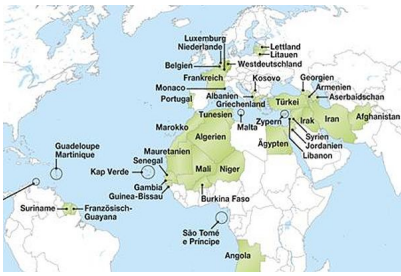 Luxemburg
Niederlande
Lettland
Litauen
Belgien
Westdeutschland
Frankreich
Kosovo
Georgien
Monaco
Armenien
Albanien
Aserbaidschan
Portugal
Griechenland
Türkei
Tunesien
Zypern
Irak
Iran
Afghanistan
Marokko
Malta
Algerien
Syrien
Jordanien
Ägypten
Libanon
Guadeloupe
Martinique
Mauretanien
Senegal
Kap Verde
Mali
Niger
Gambia
Guinea-Bissau
Burkina Faso
Suriname
Französisch-
Guayana
São Tomé
e Príncipe
Angola